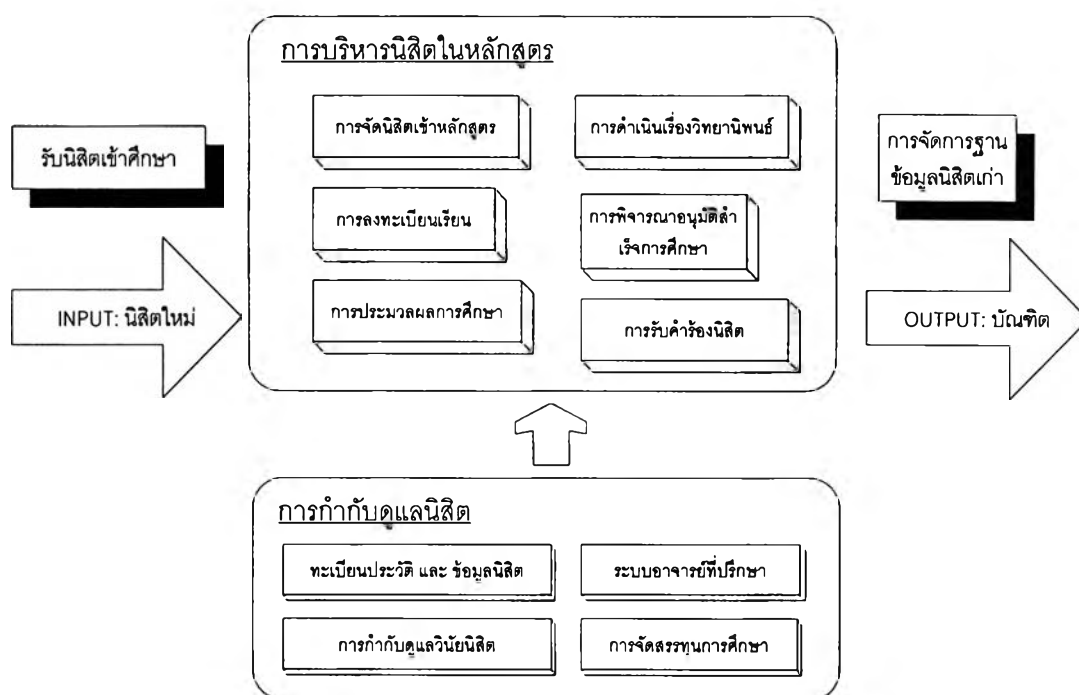 การบริหารนิสิตในหลักสูตร
การจัดนิสิตเข้าหลักสูตร
การดำเนินเรื่องวิทยานิพนธ์
รับนิสิตเข้าศึกษา
การจัดการฐาน
ข้อมูลนิสิตเก่า
การลงทะเบียนเรียน
การพิจารณาอนุมัติสำ
เร็จการศึกษา
INPUT: นิสิตใหม่
การประมวลผลการศึกษา
การรับคำร้องนิสิต
OUTPUT: บัณฑิต
การกำกับดูแลนิสิต
ทะเบียนประวัติ และ ข้อมูลนิสิต
ระบบอาจารย์ที่ปรึกษา
การกำกับดูแลวินัยนิสิต
การจัดสรรทุนการศึกษา